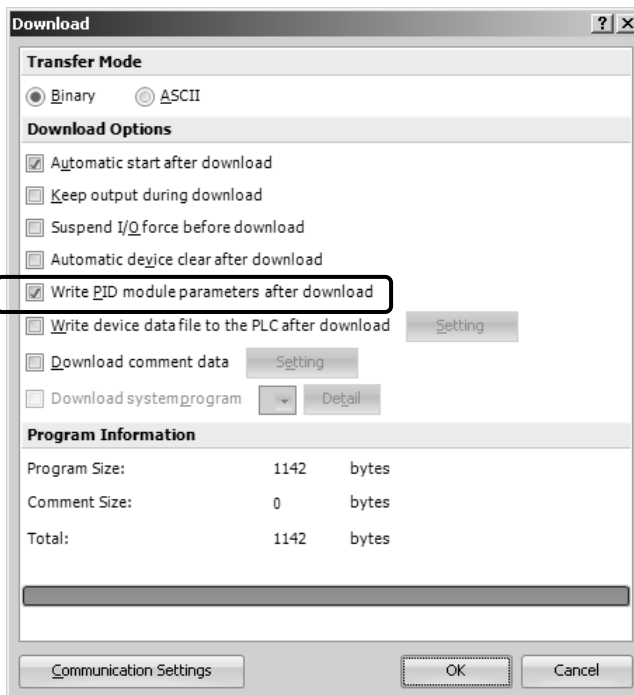 Download
Transfer Mode
Binary ASCII
Download Options
Automatic start after download
Keep output during download
Suspend I/O force before download
Automatic device clear after download
Write PID module parameters after download
Write device data file to the PLC after download Setting
Download comment data Setting
Download system program Detail
Program Information
Program Size: 1142 bytes
Comment Size: 0 bytes
Total: 1142 bytes
Communication Settings OK Cancel